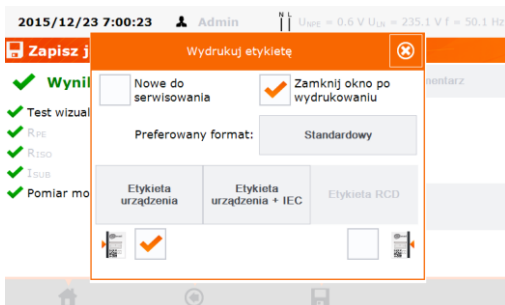 2015/12/23 7:00:23 Admin N L U_NPE = 0.6 V U_LN = 235.1 V f = 50.1 Hz
Zapisz j
Wydrukuj etykietę
Wynil
Nowe do
serwisowania
Zamknij okno po
wydrukowaniu
mentarz
Test wizual
R_PE
R_ISO
I_SUB
Pomiar mo
Preferowany format:
Standardowy
Etykieta
urządzenia
Etykieta
urządzenia + IEC
Etykieta RCD